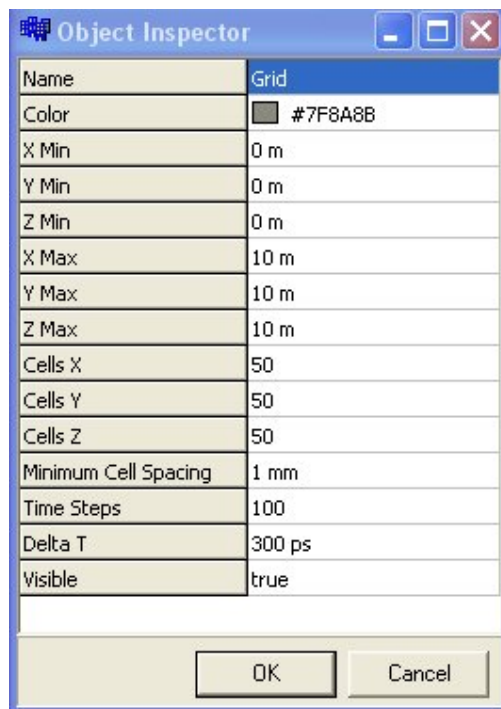 Object Inspector
Name Grid
Color #7F8A8B
X Min 0 m
Y Min 0 m
Z Min 0 m
X Max 10 m
Y Max 10 m
Z Max 10 m
Cells X 50
Cells Y 50
Cells Z 50
Minimum Cell Spacing 1 mm
Time Steps 100
Delta T 300 ps
Visible true
OK Cancel